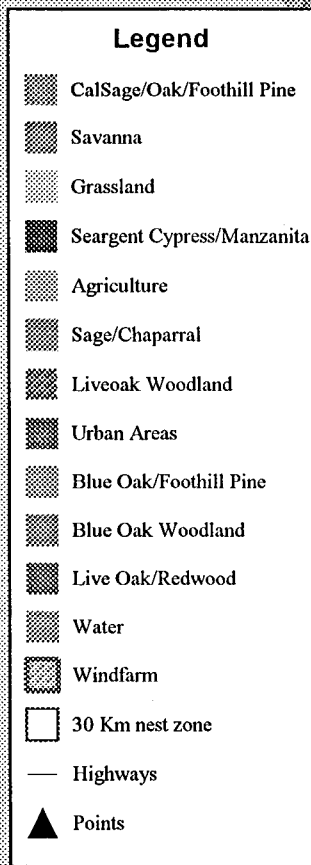 Legend
CalSage/Oak/Foothill Pine
Savanna
Grassland
Seargent Cypress/Manzanita
Agriculture
Sage/Chaparral
Liveoak Woodland
Urban Areas
Blue Oak/Foothill Pine
Blue Oak Woodland
Live Oak/Redwood
Water
Windfarm
30 Km nest zone
Highways
Points